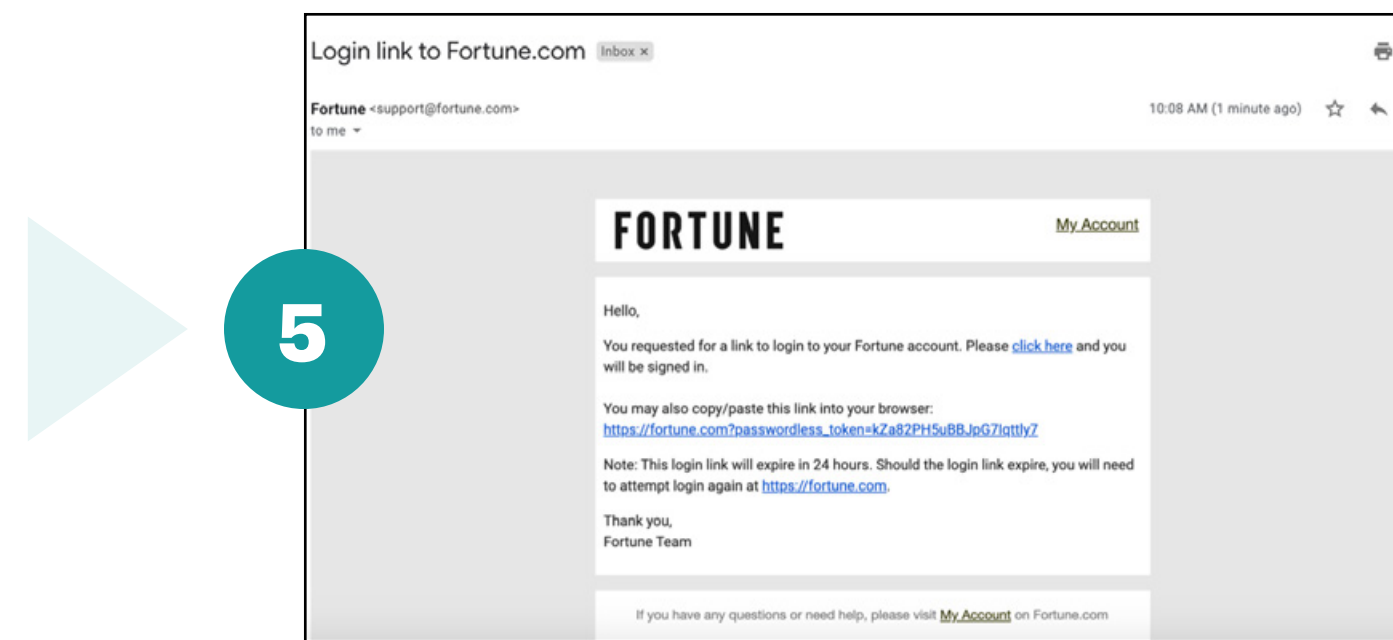 Login link to Fortune.com Inbox ×
Fortune <support@fortune.com> 10:08 AM (1 minute ago)
to me
FORTUNE My Account
5
Hello,
You requested for a link to login to your Fortune account. Please click here and you
will be signed in.
You may also copy/paste this link into your browser:
https://fortune.com?passwordless_token=kZa82PH5uBBJpG7Iqttly7
Note: This login link will expire in 24 hours. Should the login link expire, you will need
to attempt login again at https://fortune.com.
Thank you,
Fortune Team
If you have any questions or need help, please visit My Account on Fortune.com